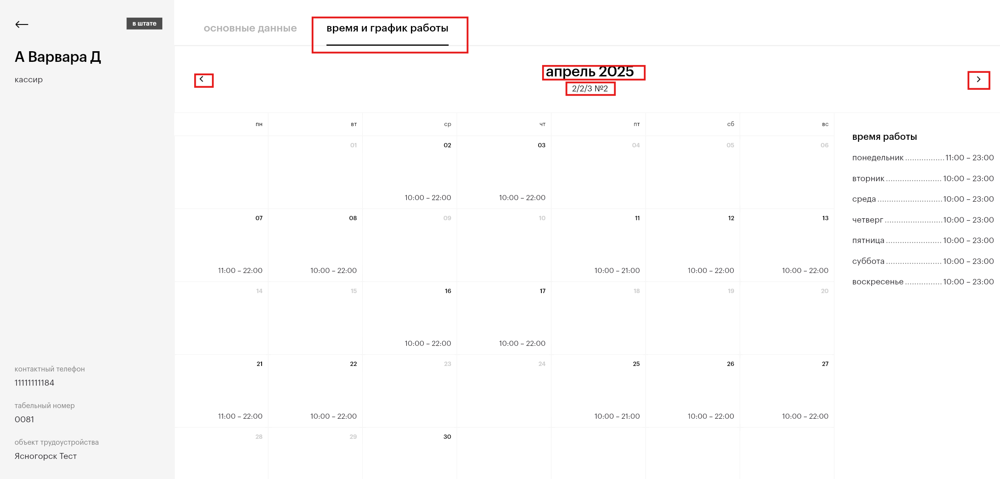 в штате
А Варвара Д
кассир
контактный телефон
11111111184
табельный номер
0081
объект трудоустройства
Ясногорск Тест
основные данные
время и график работы
апрель 2025
2/2/3 №2
пн вт ср чт пт сб вс
01 02 03 04 05 06
10:00 – 22:00 10:00 – 22:00
07 08 09 10 11 12 13
11:00 – 22:00 10:00 – 22:00 10:00 – 21:00 10:00 – 22:00 10:00 – 22:00
14 15 16 17 18 19 20
10:00 – 22:00 10:00 – 22:00
21 22 23 24 25 26 27
11:00 – 22:00 10:00 – 22:00 10:00 – 21:00 10:00 – 22:00 10:00 – 22:00
28 29 30
время работы
понедельник ................. 11:00 – 23:00
вторник ........................ 10:00 – 23:00
среда ............................ 10:00 – 23:00
четверг ......................... 10:00 – 23:00
пятница ........................ 10:00 – 23:00
суббота ........................ 10:00 – 23:00
воскресенье ................ 10:00 – 23:00